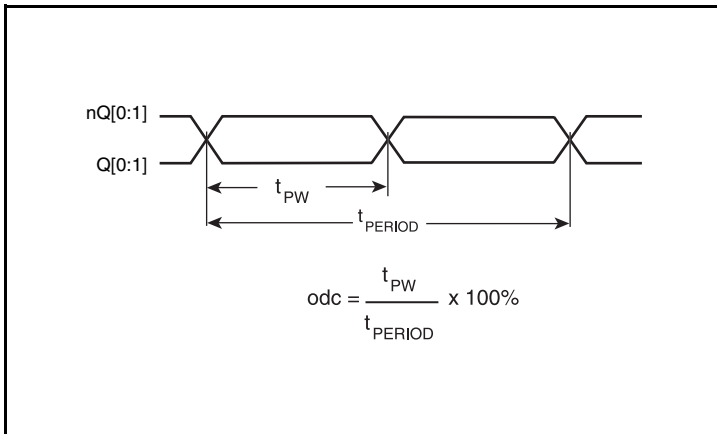 nQ[0:1]
Q[0:1]
tPW
tPERIOD
odc = tPW / tPERIOD x 100%